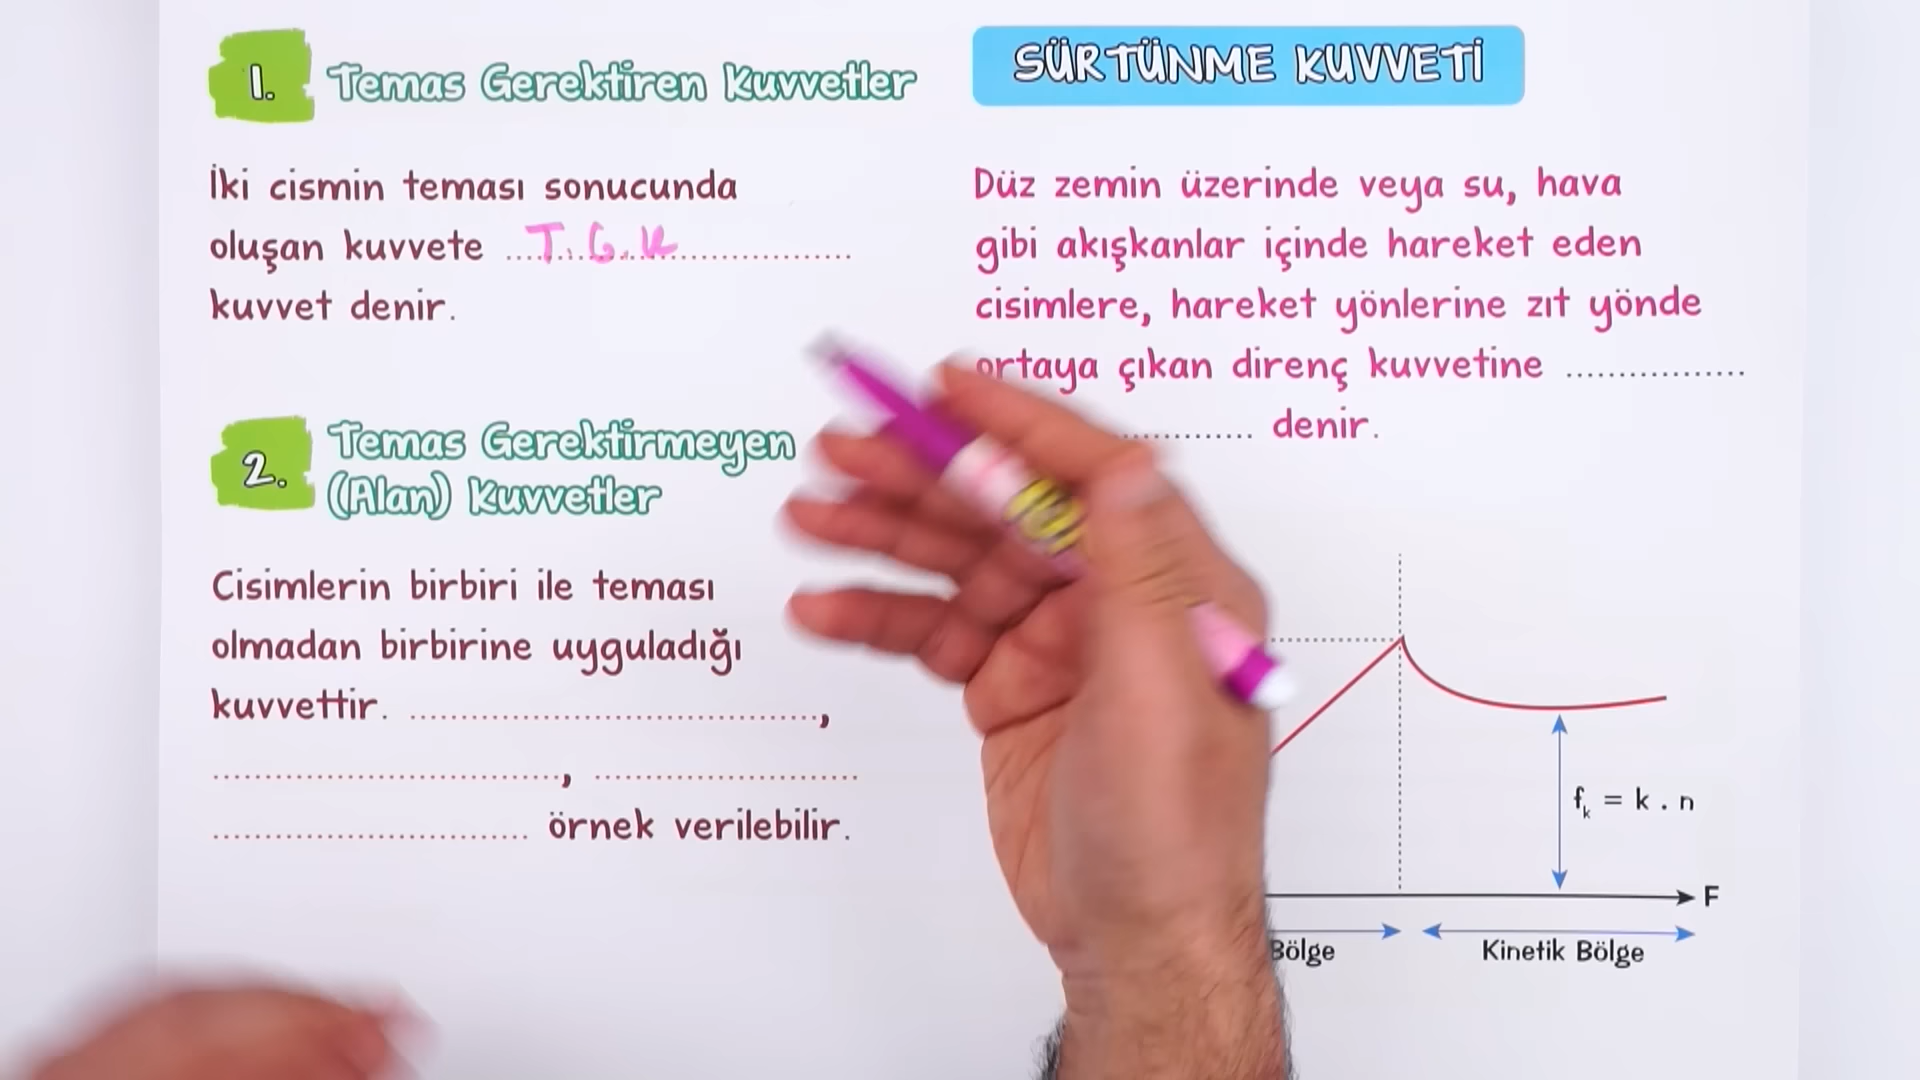 1. Temas Gerektiren Kuvvetler
İki cismin teması sonucunda
oluşan kuvvete T.G.K
kuvvet denir.
2. Temas Gerektirmeyen
(Alan) Kuvvetler
Cisimlerin birbiri ile teması
olmadan birbirine uyguladığı
kuvvettir. ........................................,
..................................., ..........................
................................ örnek verilebilir.
SÜRTÜNME KUVVETİ
Düz zemin üzerinde veya su, hava
gibi akışkanlar içinde hareket eden
cisimlere, hareket yönlerine zıt yönde
ortaya çıkan direnç kuvvetine ..................
.............. denir.
fk = k . n
F
Bölge
Kinetik Bölge